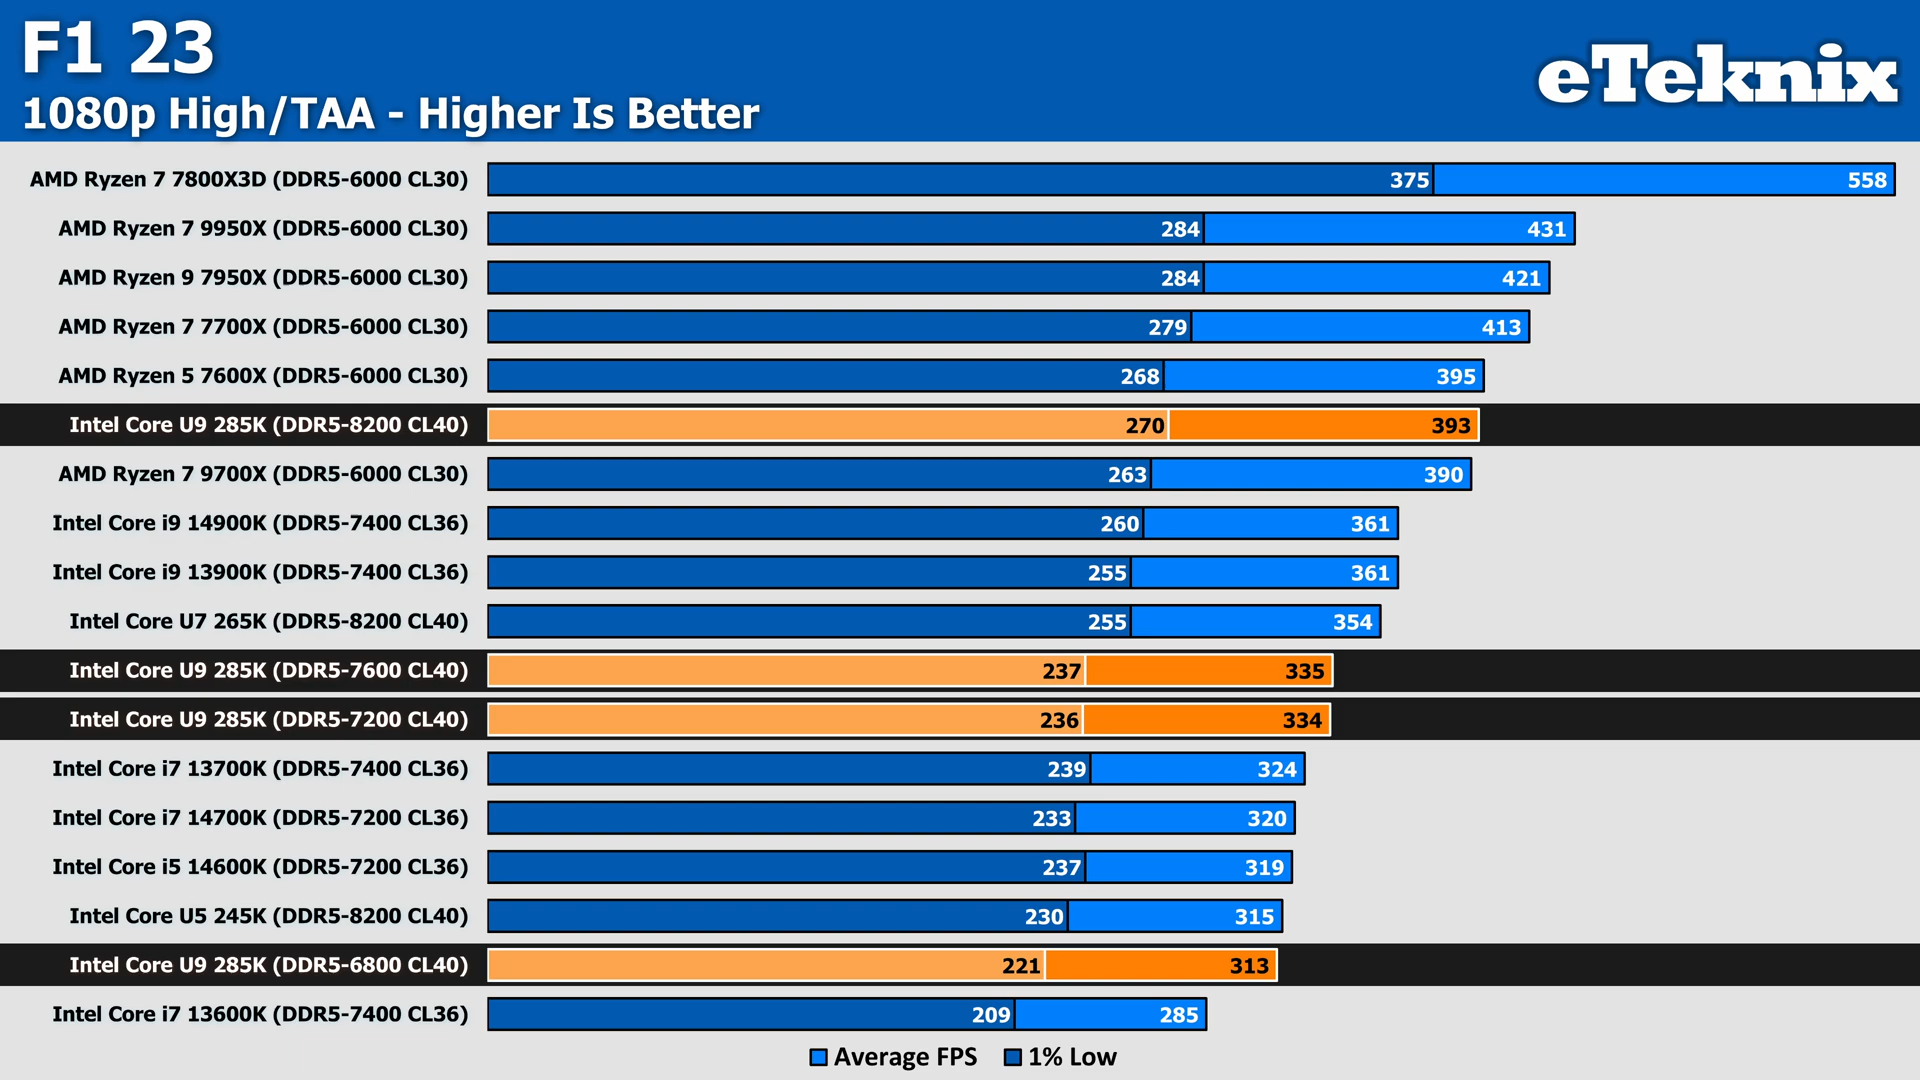 F1 23
eTeknix
1080p High/TAA - Higher Is Better
AMD Ryzen 7 7800X3D (DDR5-6000 CL30) 375 558
AMD Ryzen 7 9950X (DDR5-6000 CL30) 284 431
AMD Ryzen 9 7950X (DDR5-6000 CL30) 284 421
AMD Ryzen 7 7700X (DDR5-6000 CL30) 279 413
AMD Ryzen 5 7600X (DDR5-6000 CL30) 268 395
Intel Core U9 285K (DDR5-8200 CL40) 270 393
AMD Ryzen 7 9700X (DDR5-6000 CL30) 263 390
Intel Core i9 14900K (DDR5-7400 CL36) 260 361
Intel Core i9 13900K (DDR5-7400 CL36) 255 361
Intel Core U7 265K (DDR5-8200 CL40) 255 354
Intel Core U9 285K (DDR5-7600 CL40) 237 335
Intel Core U9 285K (DDR5-7200 CL40) 236 334
Intel Core i7 13700K (DDR5-7400 CL36) 239 324
Intel Core i7 14700K (DDR5-7200 CL36) 233 320
Intel Core i5 14600K (DDR5-7200 CL36) 237 319
Intel Core U5 245K (DDR5-8200 CL40) 230 315
Intel Core U9 285K (DDR5-6800 CL40) 221 313
Intel Core i7 13600K (DDR5-7400 CL36) 209 285
Average FPS 1% Low